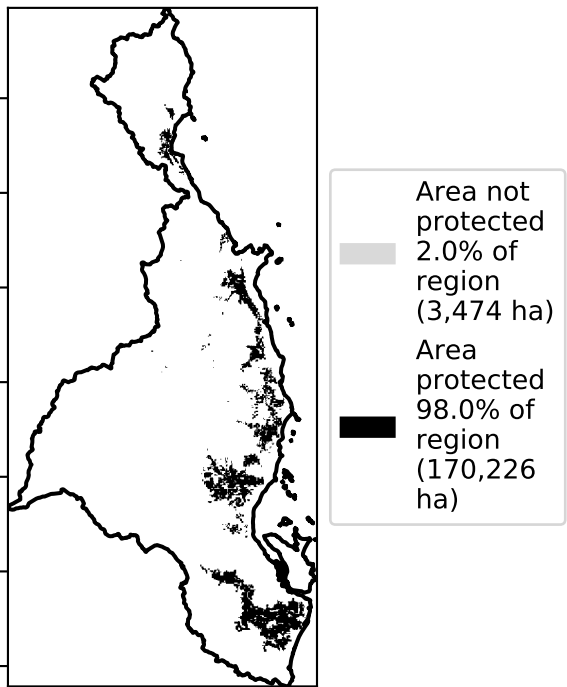 Area not
protected
2.0% of
region
(3,474 ha)
Area
protected
98.0% of
region
(170,226
ha)